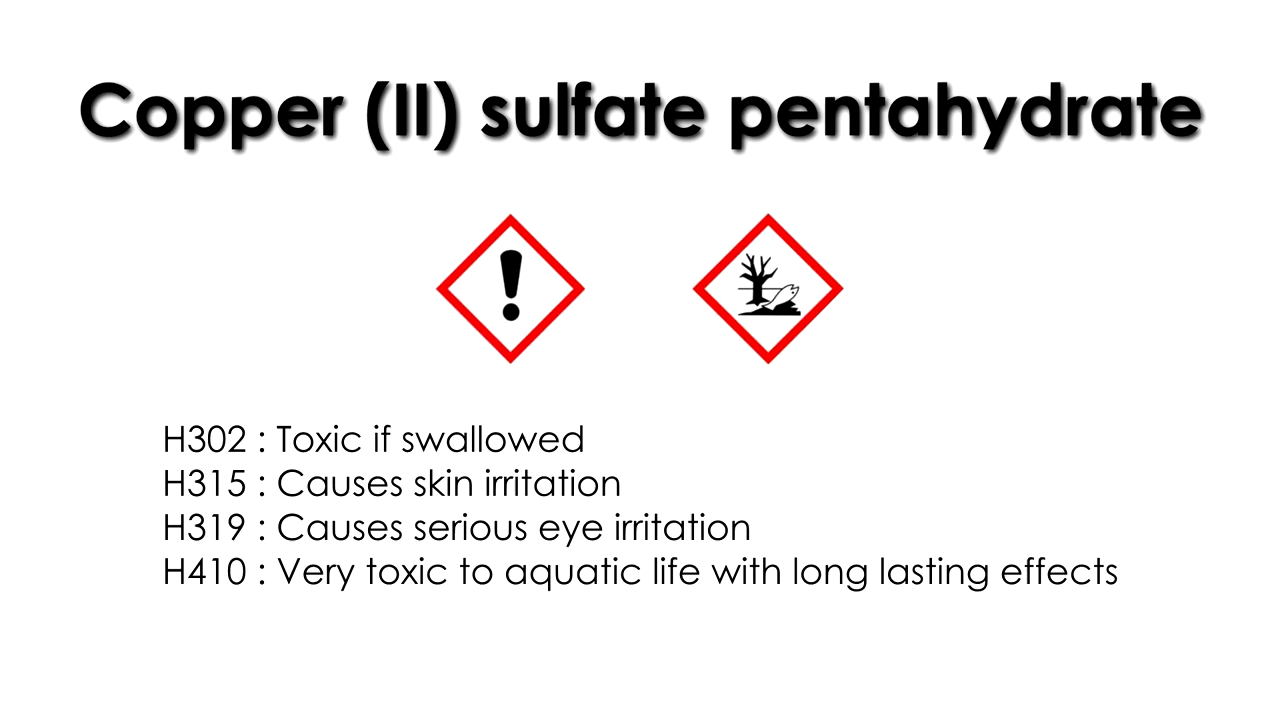 Copper (II) sulfate pentahydrate
H302 : Toxic if swallowed
H315 : Causes skin irritation
H319 : Causes serious eye irritation
H410 : Very toxic to aquatic life with long lasting effects